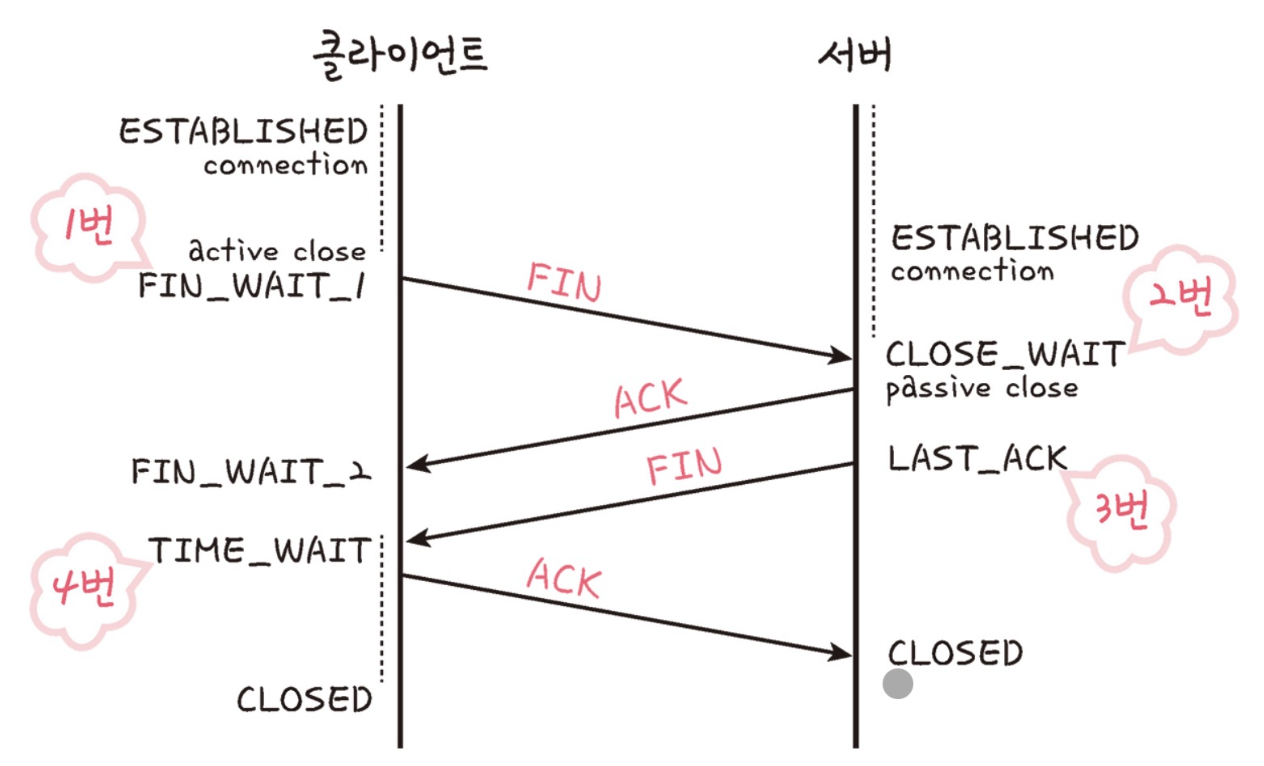 클라이언트
서버
ESTABLISHED
connection
1번
active close
FIN_WAIT_1
FIN
ESTABLISHED
connection
2번
CLOSE_WAIT
passive close
ACK
FIN_WAIT_2
FIN
LAST_ACK
3번
TIME_WAIT
4번
ACK
CLOSED
CLOSED